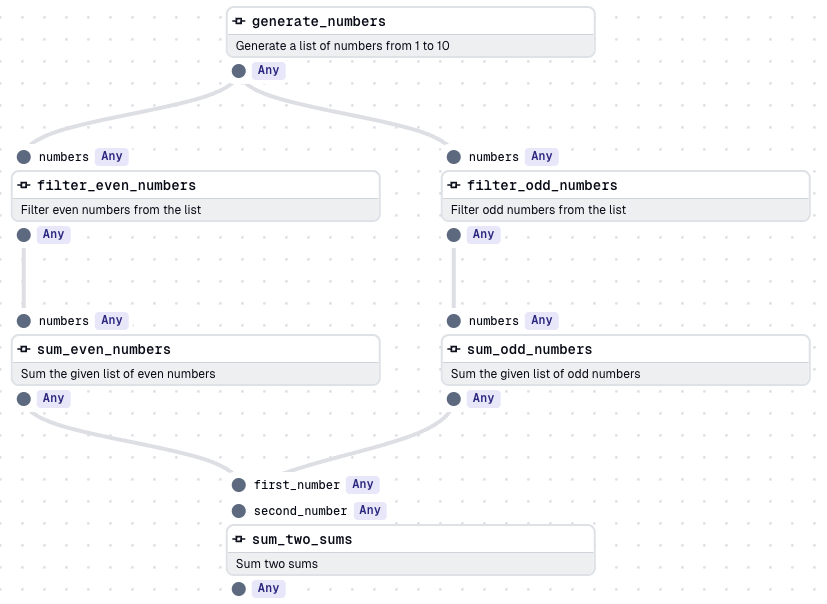 generate_numbers
Generate a list of numbers from 1 to 10
Any
numbers Any
filter_even_numbers
Filter even numbers from the list
Any
numbers Any
filter_odd_numbers
Filter odd numbers from the list
Any
numbers Any
sum_even_numbers
Sum the given list of even numbers
Any
numbers Any
sum_odd_numbers
Sum the given list of odd numbers
Any
first_number Any
second_number Any
sum_two_sums
Sum two sums
Any